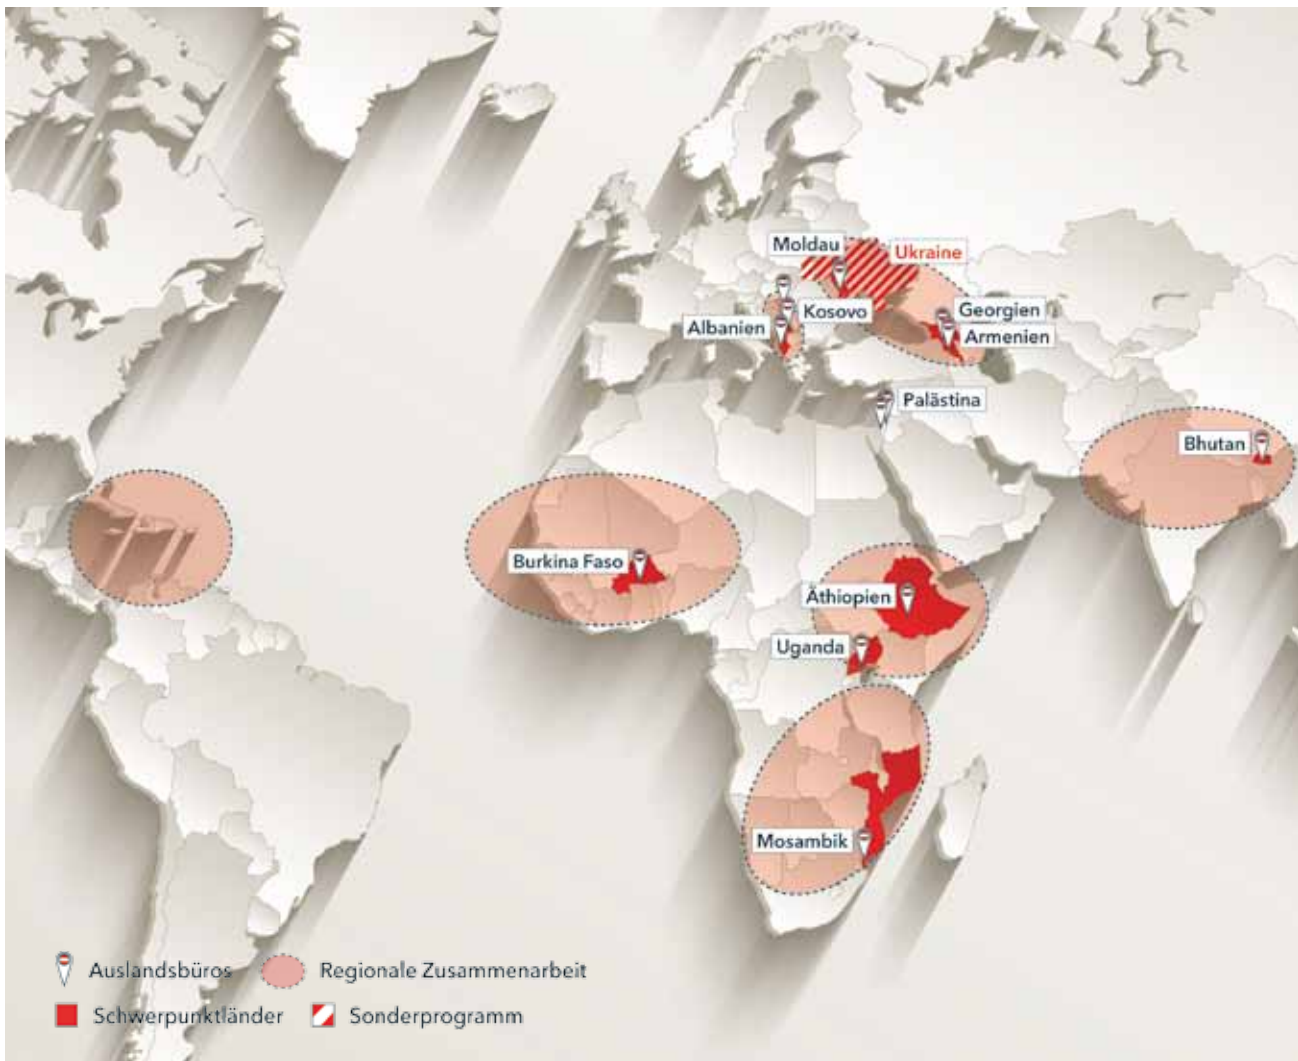 Moldau
Ukraine
Kosovo
Georgien
Albanien
Armenien
Palästina
Bhutan
Burkina Faso
Äthiopien
Uganda
Mosambik
Auslandsbüros
Regionale Zusammenarbeit
Schwerpunktländer
Sonderprogramm